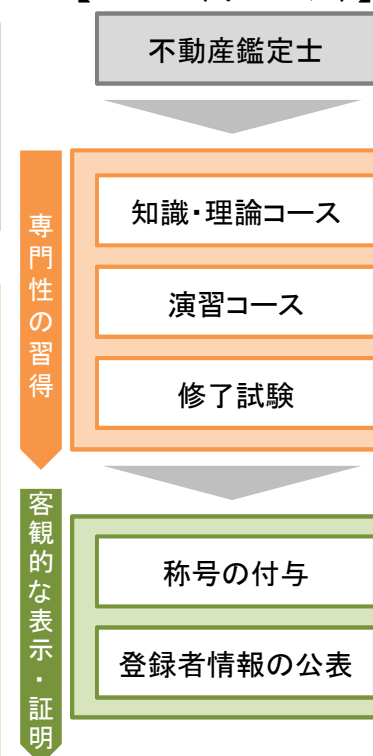 不動産鑑定士
専門性の習得
知識・理論コース
演習コース
修了試験
客観的な表示・証明
称号の付与
登録者情報の公表